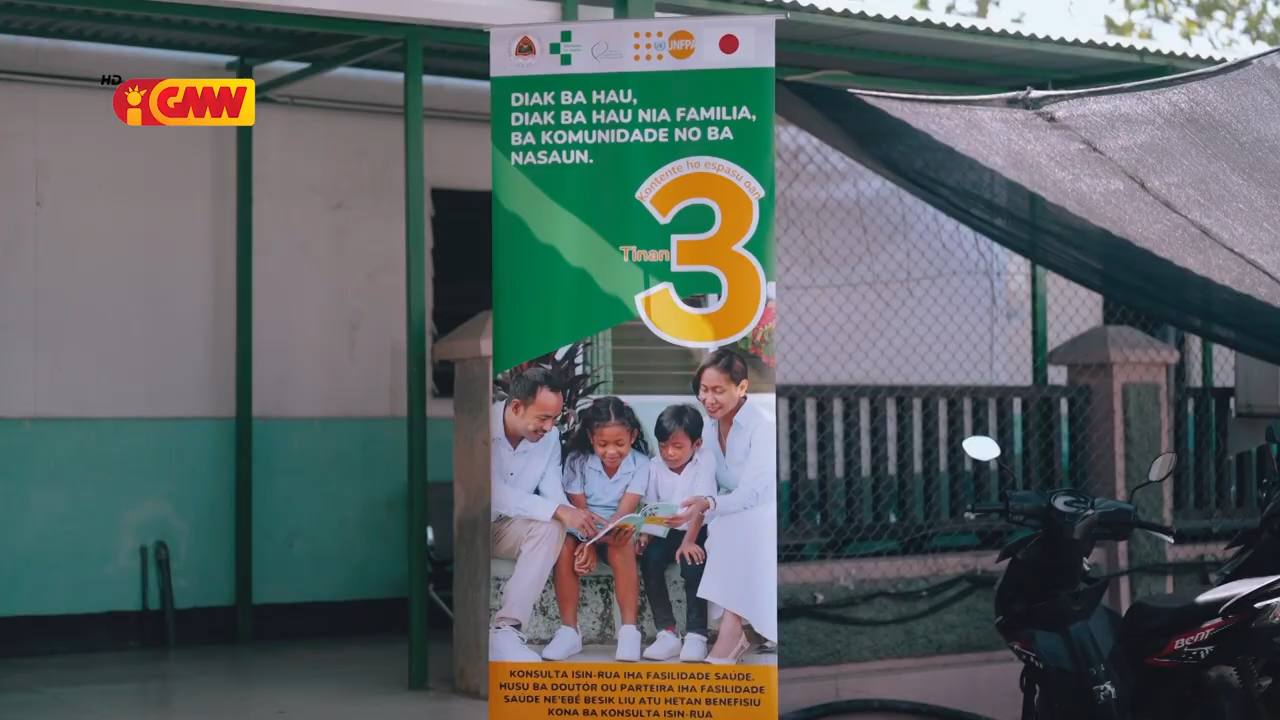 HD
iGMW
UNFPA
DIAK BA HAU,
DIAK BA HAU NIA FAMILIA,
BA KOMUNIDADE NO BA
NASAUN.
Kontente ho espasu oan
Tinan
3
KONSULTA ISIN-RUA IHA FASILIDADE SAÚDE.
HUSU BA DOUTÓR OU PARTEIRA IHA FASILIDADE
SAÚDE NE'EBÉ BESIK LIU ATU HETAN BENEFISIU
KONA BA KONSULTA ISIN-RUA
BeAT